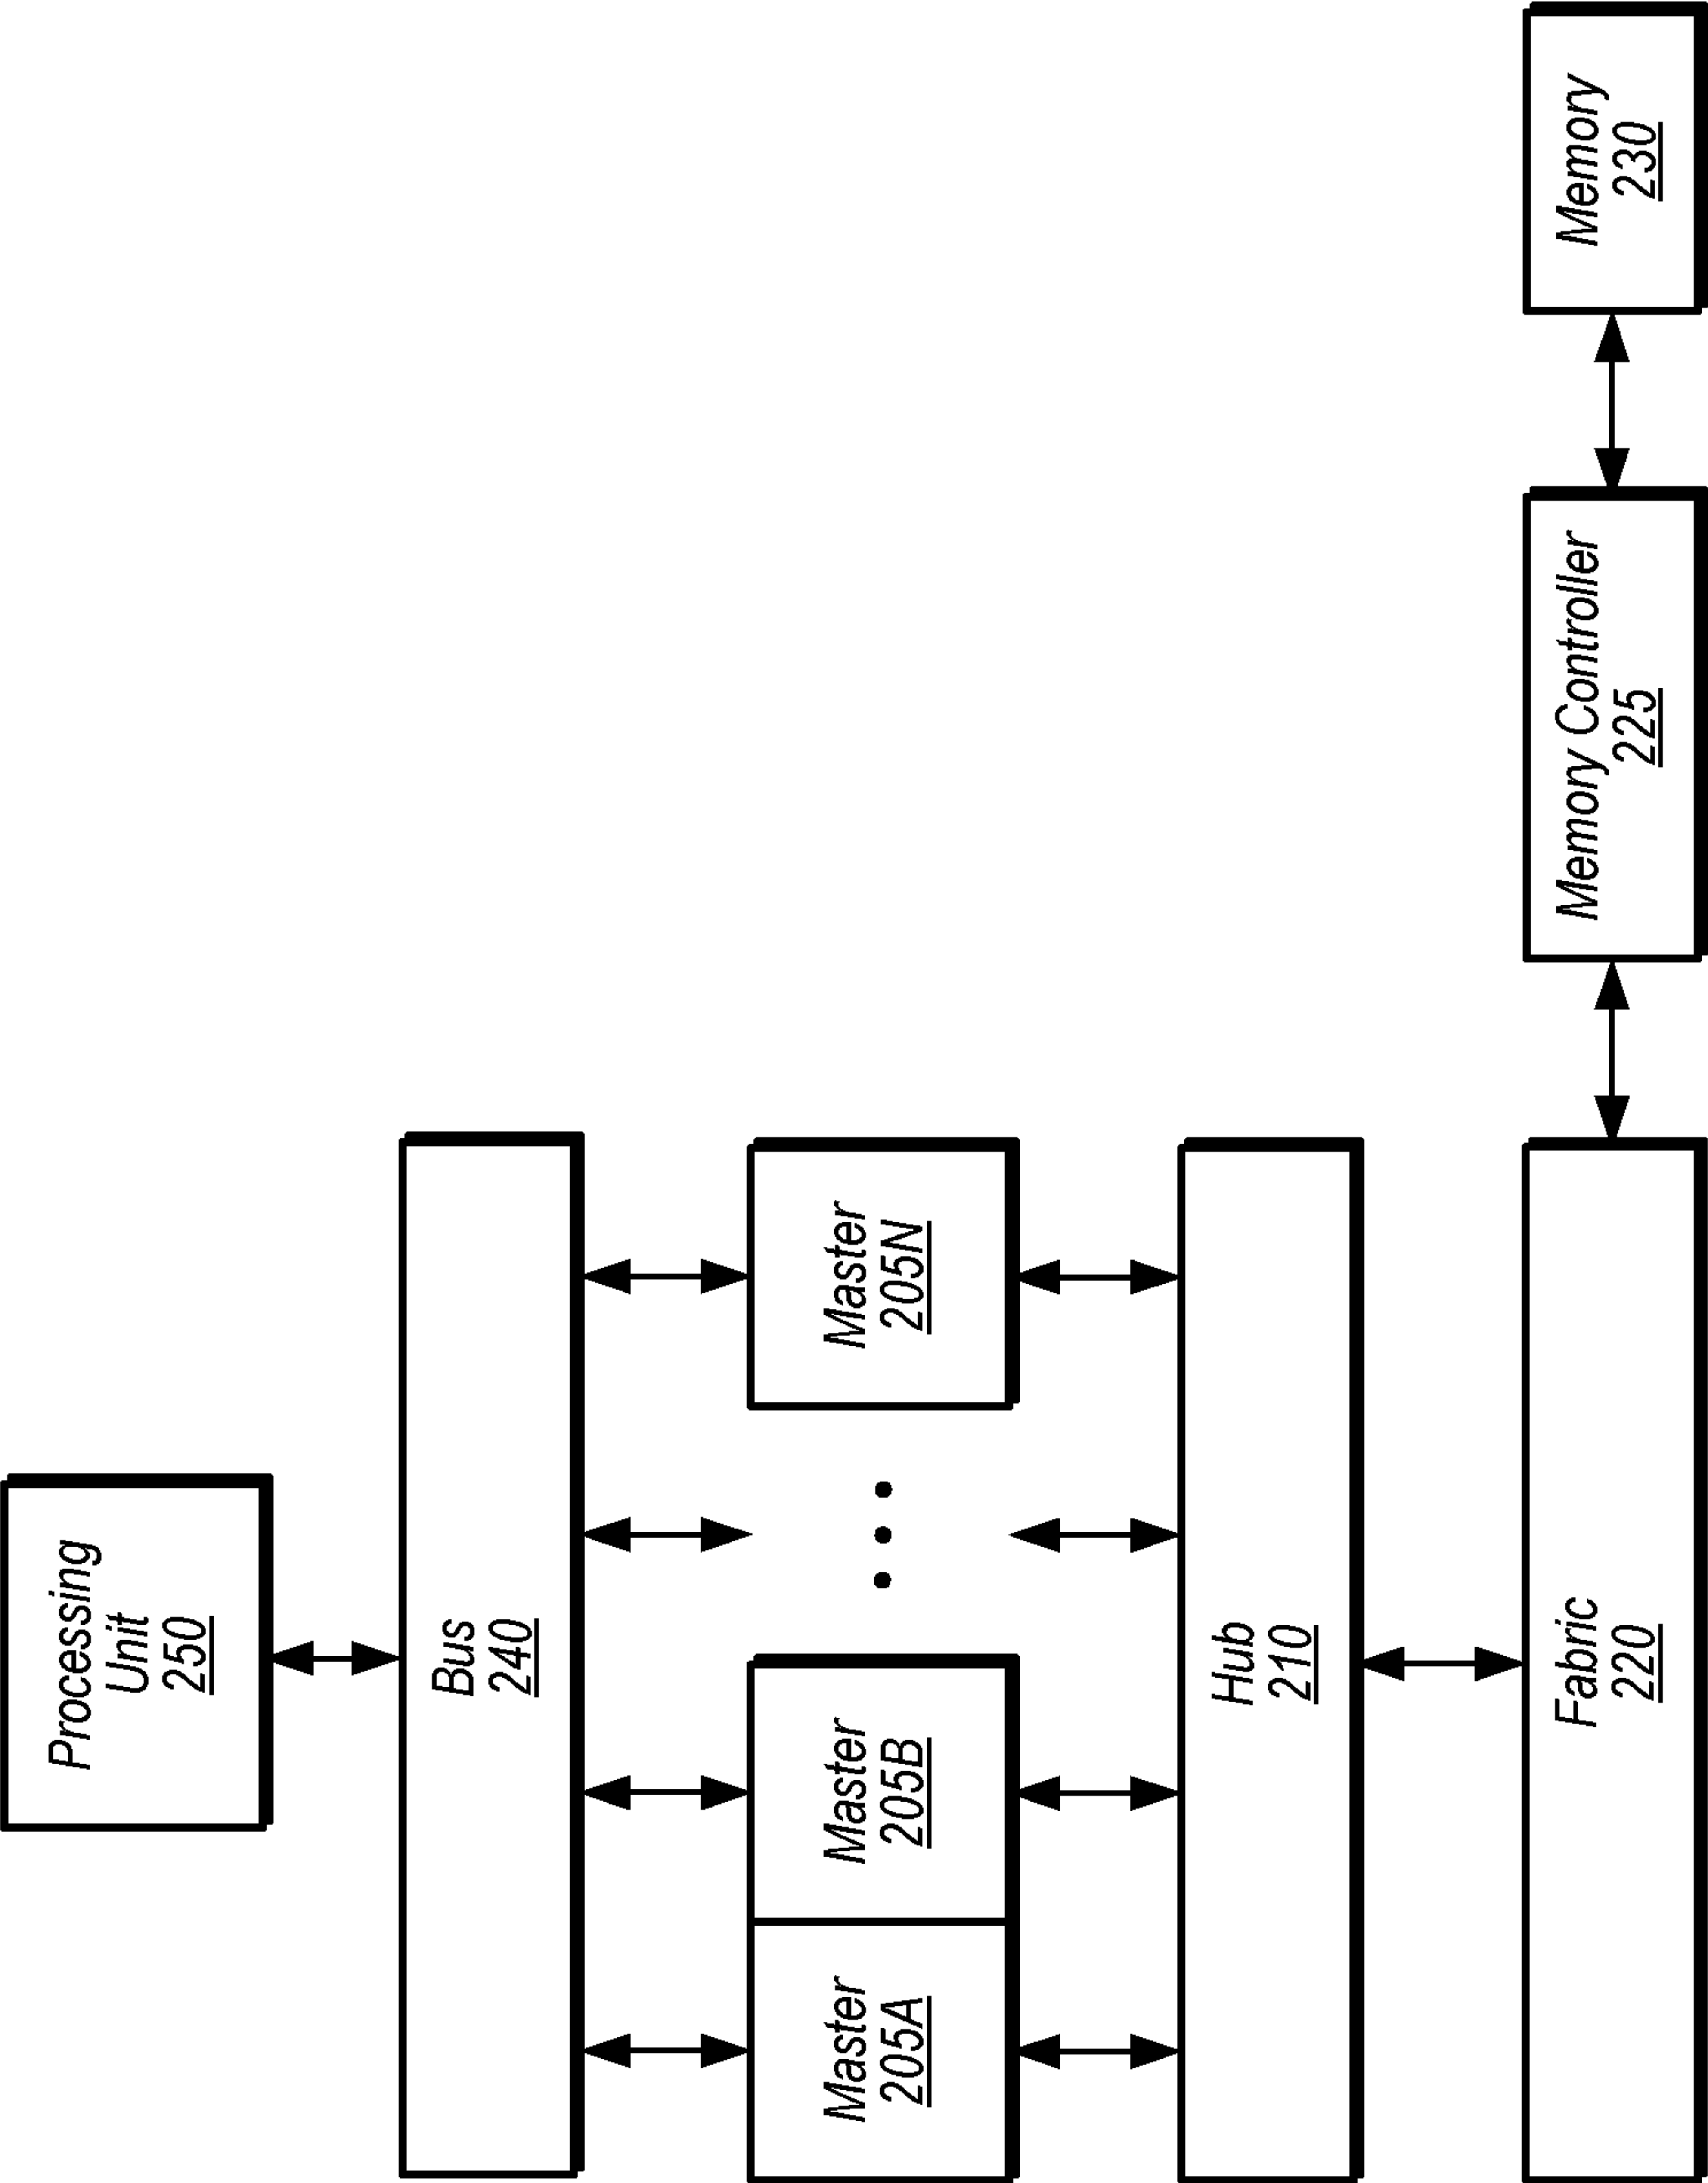 Processing
Unit
250
Bus
240
Master
205A
Master
205B
Master
205N
Hub
210
Fabric
220
Memory Controller
225
Memory
230